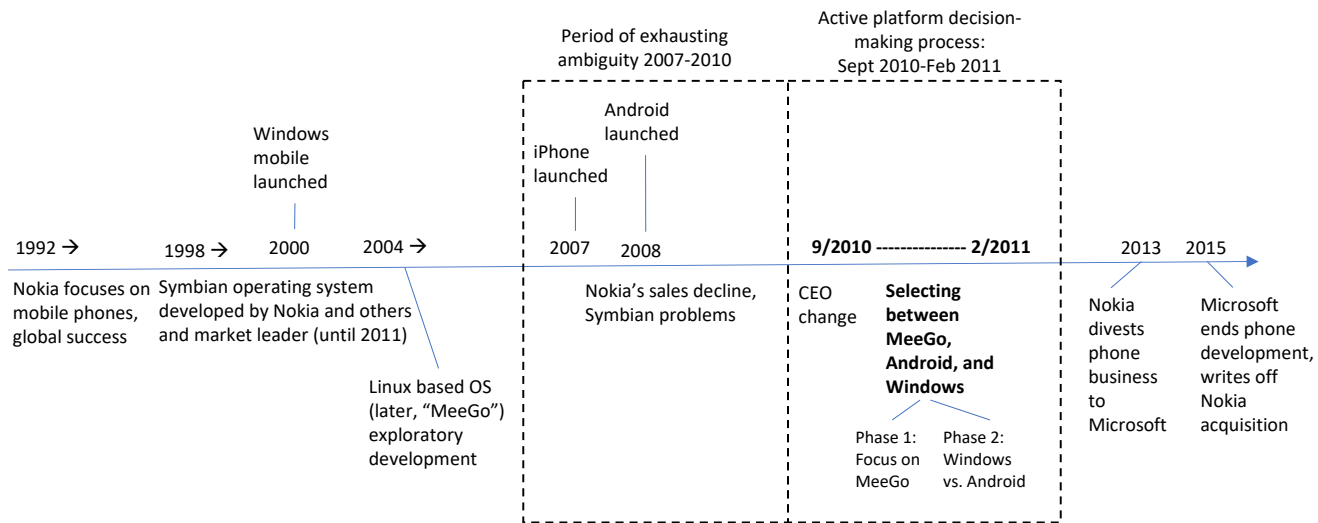 Period of exhausting
ambiguity 2007-2010
Active platform decision-
making process:
Sept 2010-Feb 2011
Windows
mobile
launched
iPhone
launched
Android
launched
1992 →
1998 →
2000
2004 →
2007
2008
9/2010 --------------- 2/2011
2013
2015
Nokia focuses on
mobile phones,
global success
Symbian operating system
developed by Nokia and others
and market leader (until 2011)
Linux based OS
(later, “MeeGo”)
exploratory
development
Nokia’s sales decline,
Symbian problems
CEO
change
Selecting
between
MeeGo,
Android, and
Windows
Phase 1:
Focus on
MeeGo
Phase 2:
Windows
vs. Android
Nokia
divests
phone
business
to
Microsoft
Microsoft
ends phone
development,
writes off
Nokia
acquisition